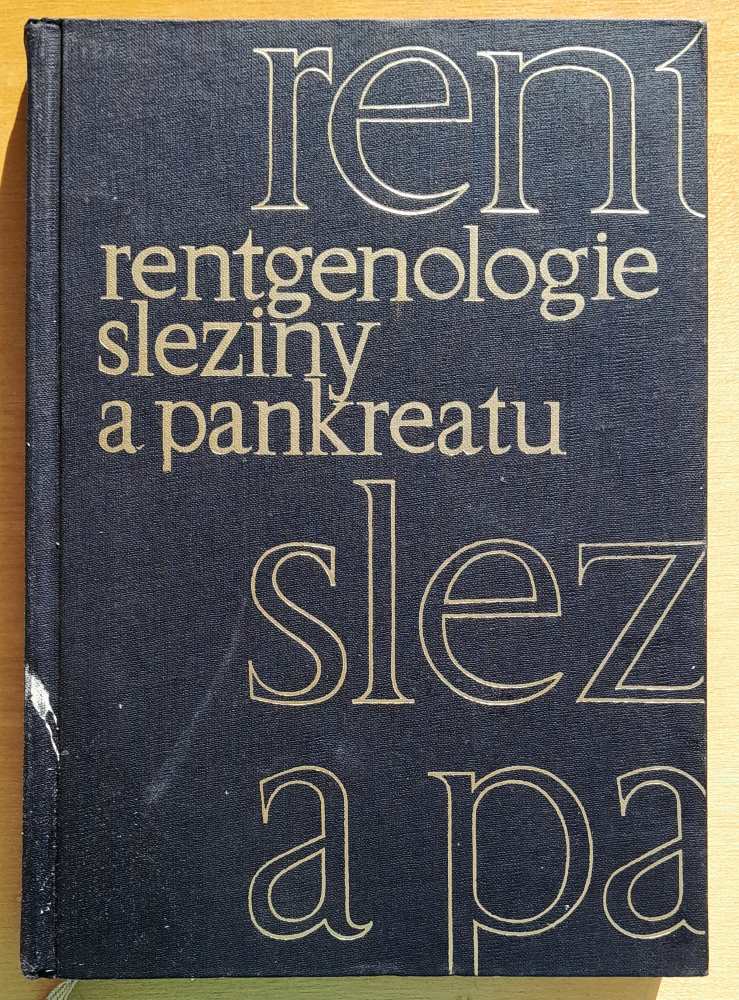 rent
rentgenologie
sleziny
a pankreatu
slez
a pa